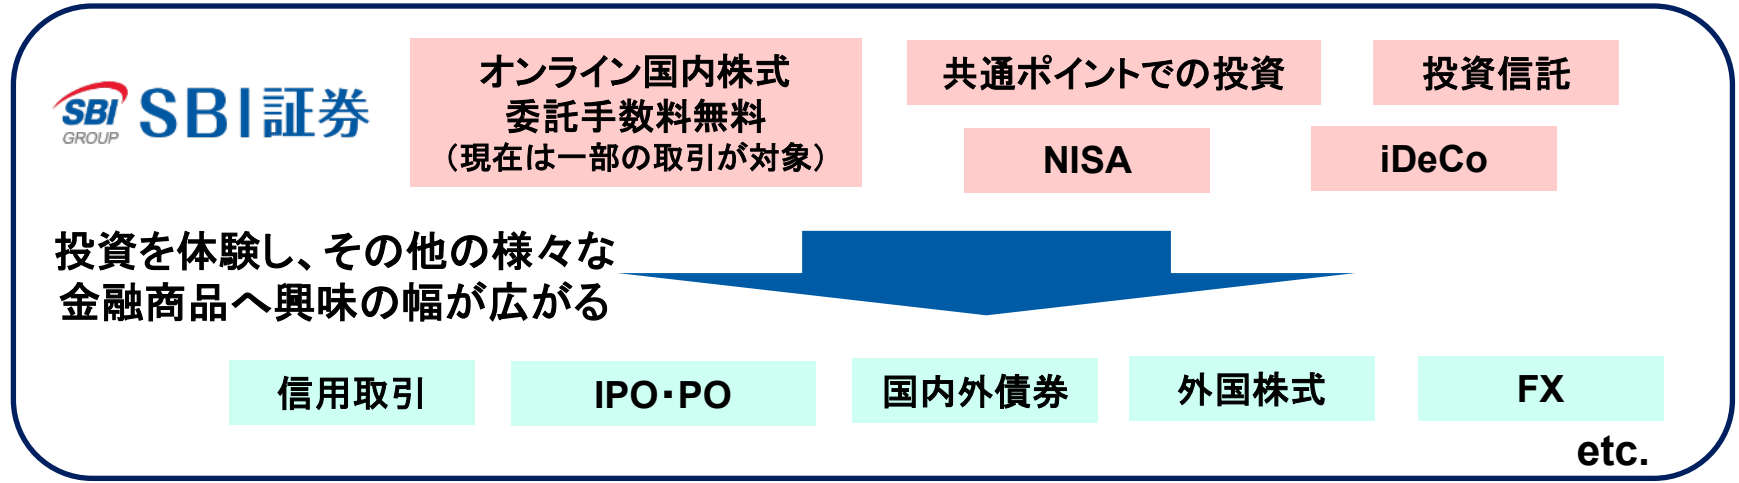 SBI
GROUP
SBI証券
オンライン国内株式
委託手数料無料
（現在は一部の取引が対象）
共通ポイントでの投資
投資信託
NISA
iDeCo
投資を体験し、その他の様々な
金融商品へ興味の幅が広がる
信用取引
IPO・PO
国内外債券
外国株式
FX
etc.